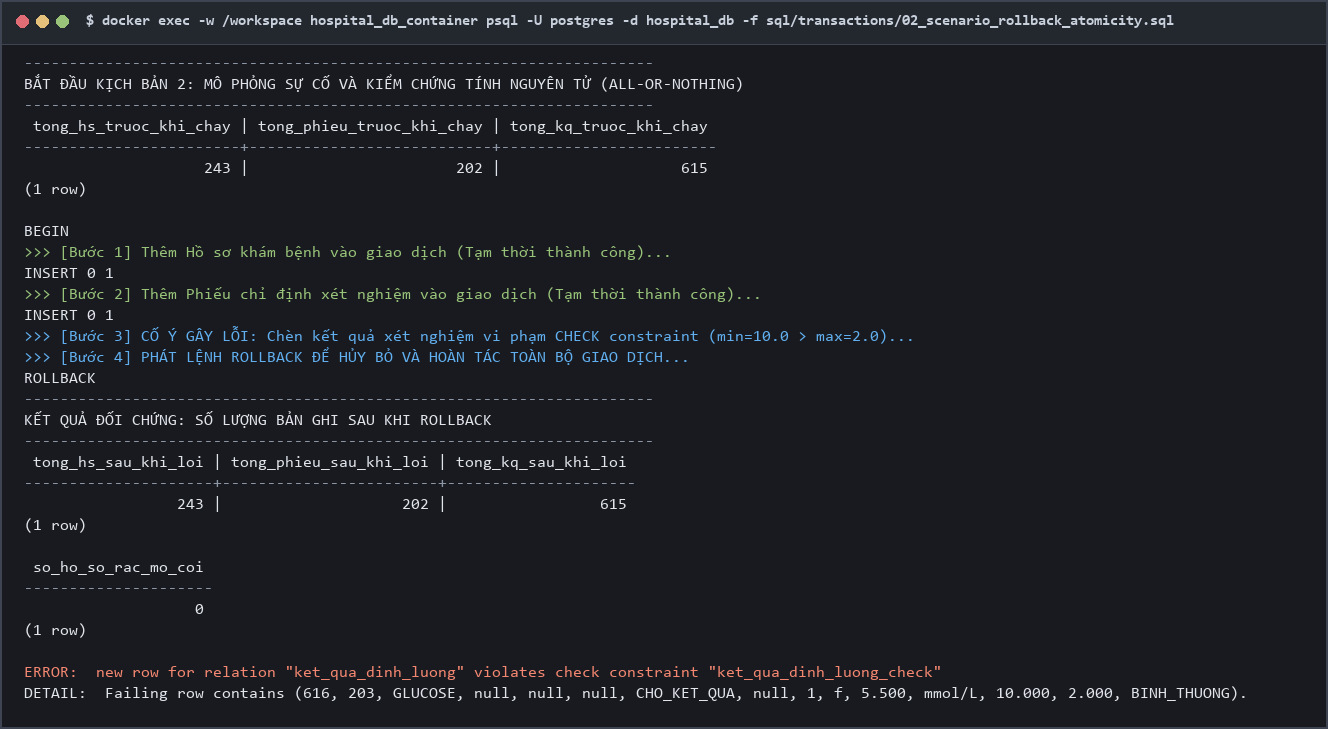 $ docker exec -w /workspace hospital_db_container psql -U postgres -d hospital_db -f sql/transactions/02_scenario_rollback_atomicity.sql
----------------------------------------------------------------------
BẮT ĐẦU KỊCH BẢN 2: MÔ PHỎNG SỰ CỐ VÀ KIỂM CHỨNG TÍNH NGUYÊN TỬ (ALL-OR-NOTHING)
----------------------------------------------------------------------
 tong_hs_truoc_khi_chay | tong_phieu_truoc_khi_chay | tong_kq_truoc_khi_chay
------------------------+---------------------------+------------------------
                    243 |                       202 |                    615
(1 row)

BEGIN
>>> [Bước 1] Thêm Hồ sơ khám bệnh vào giao dịch (Tạm thời thành công)...
INSERT 0 1
>>> [Bước 2] Thêm Phiếu chỉ định xét nghiệm vào giao dịch (Tạm thời thành công)...
INSERT 0 1
>>> [Bước 3] CỐ Ý GÂY LỖI: Chèn kết quả xét nghiệm vi phạm CHECK constraint (min=10.0 > max=2.0)...
>>> [Bước 4] PHÁT LỆNH ROLLBACK ĐỂ HỦY BỎ VÀ HOÀN TÁC TOÀN BỘ GIAO DỊCH...
ROLLBACK
----------------------------------------------------------------------
KẾT QUẢ ĐỐI CHỨNG: SỐ LƯỢNG BẢN GHI SAU KHI ROLLBACK
----------------------------------------------------------------------
 tong_hs_sau_khi_loi | tong_phieu_sau_khi_loi | tong_kq_sau_khi_loi
---------------------+------------------------+---------------------
                 243 |                    202 |                 615
(1 row)

 so_ho_so_rac_mo_coi
---------------------
                   0
(1 row)

ERROR:  new row for relation "ket_qua_dinh_luong" violates check constraint "ket_qua_dinh_luong_check"
DETAIL:  Failing row contains (616, 203, GLUCOSE, null, null, null, CHO_KET_QUA, null, 1, f, 5.500, mmol/L, 10.000, 2.000, BINH_THUONG).